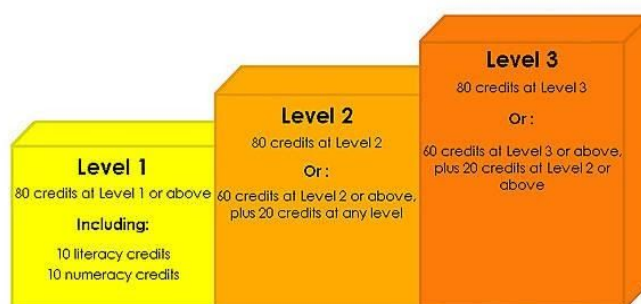 Level 1
80 credits at Level 1 or above
Including:
10 literacy credits
10 numeracy credits
Level 2
80 credits at Level 2
Or:
60 credits at Level 2 or above,
plus 20 credits at any level
Level 3
80 credits at Level 3
Or :
60 credits at Level 3 or above,
plus 20 credits at Level 2 or
above